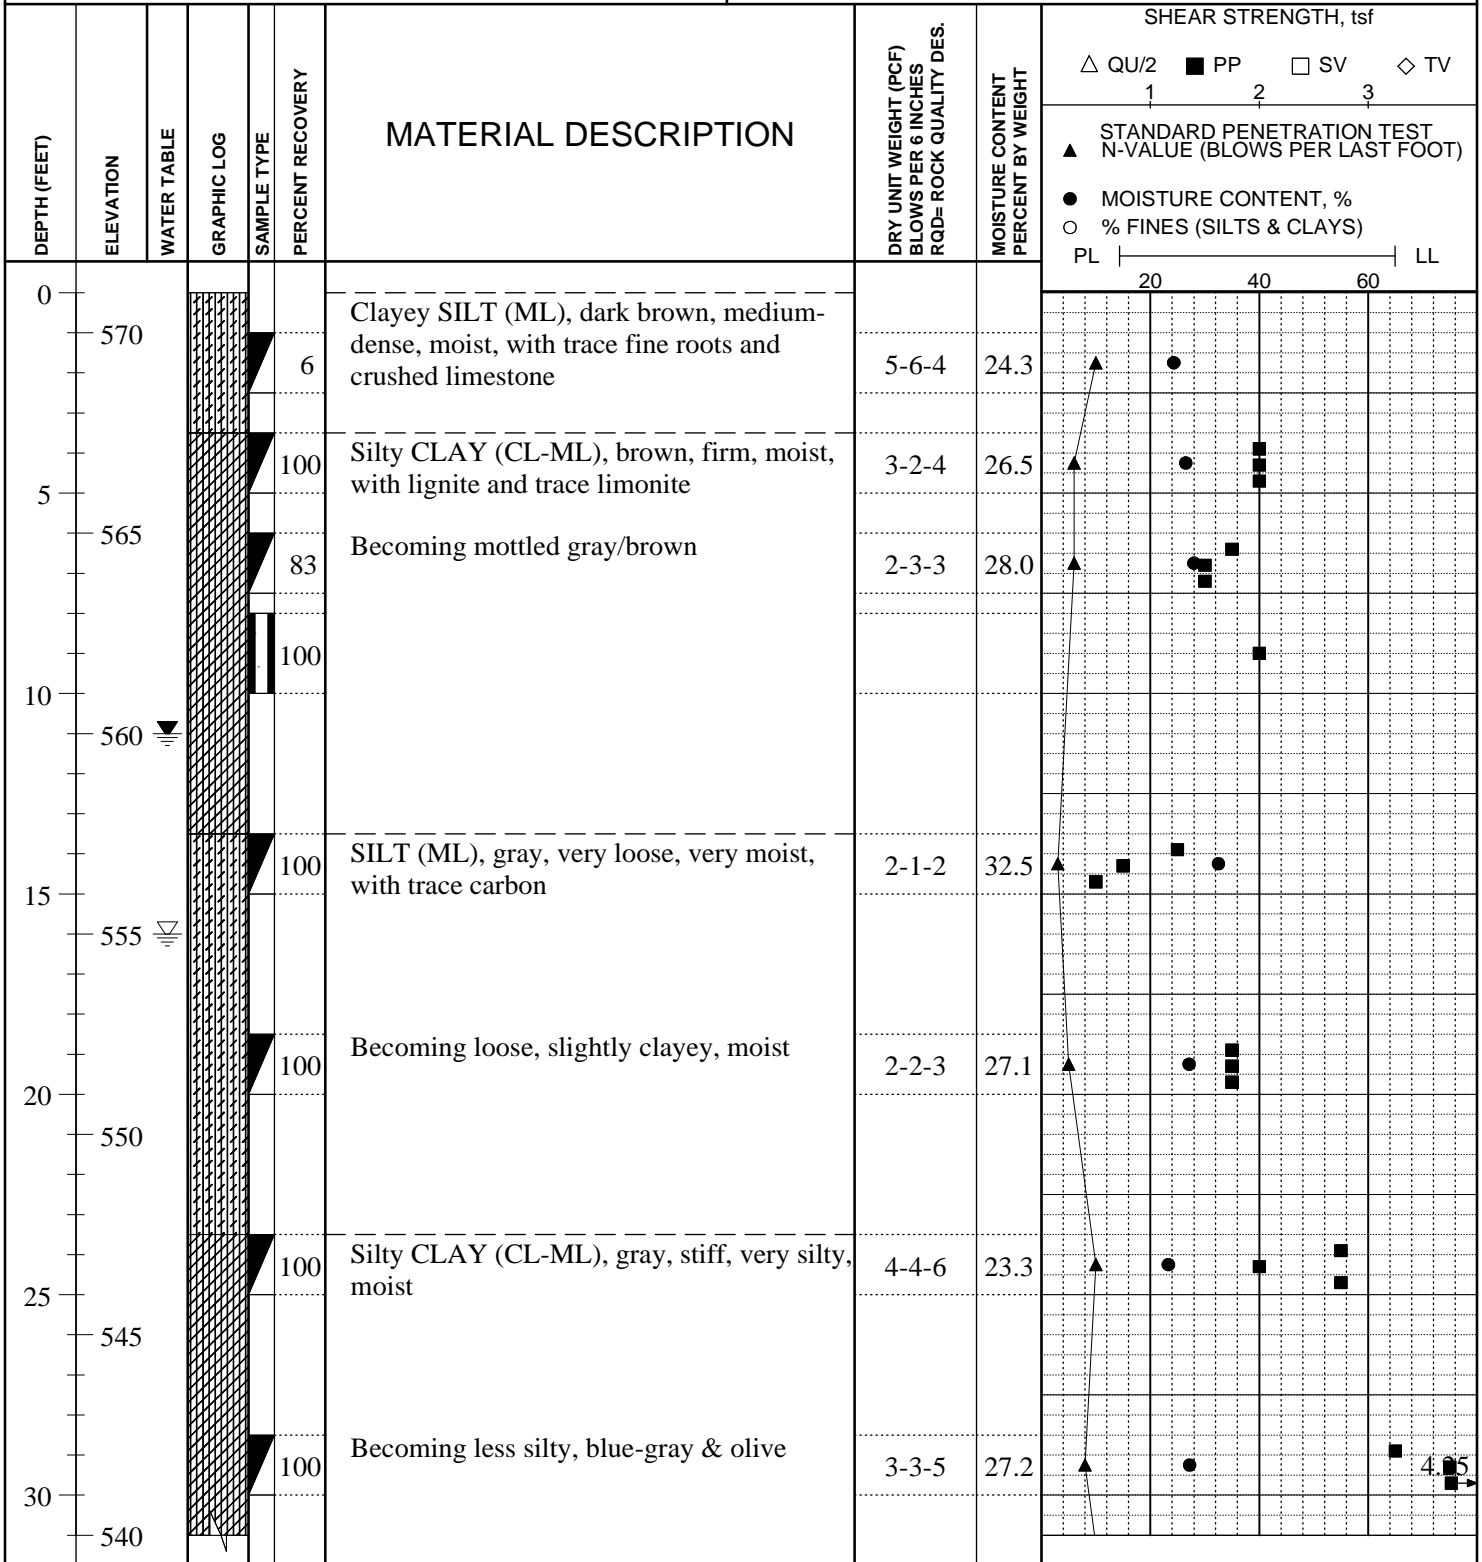 SHEAR STRENGTH, tsf
QU/2 PP SV TV
1 2 3
STANDARD PENETRATION TEST
N-VALUE (BLOWS PER LAST FOOT)
MOISTURE CONTENT, %
% FINES (SILTS & CLAYS)
PL LL
20 40 60
DEPTH (FEET)
ELEVATION
WATER TABLE
GRAPHIC LOG
SAMPLE TYPE
PERCENT RECOVERY
MATERIAL DESCRIPTION
DRY UNIT WEIGHT (PCF)
BLOWS PER 6 INCHES
RQD= ROCK QUALITY DES.
MOISTURE CONTENT
PERCENT BY WEIGHT
0
Clayey SILT (ML), dark brown, medium-
570
dense, moist, with trace fine roots and
6 5-6-4 24.3
crushed limestone
Silty CLAY (CL-ML), brown, firm, moist,
100 3-2-4 26.5
with lignite and trace limonite
5
565
Becoming mottled gray/brown
83 2-3-3 28.0
100
10
560
SILT (ML), gray, very loose, very moist,
100 2-1-2 32.5
with trace carbon
15
555
Becoming loose, slightly clayey, moist
100 2-2-3 27.1
20
550
Silty CLAY (CL-ML), gray, stiff, very silty,
100 4-4-6 23.3
moist
25
545
Becoming less silty, blue-gray & olive
100 3-3-5 27.2 4.25
30
540